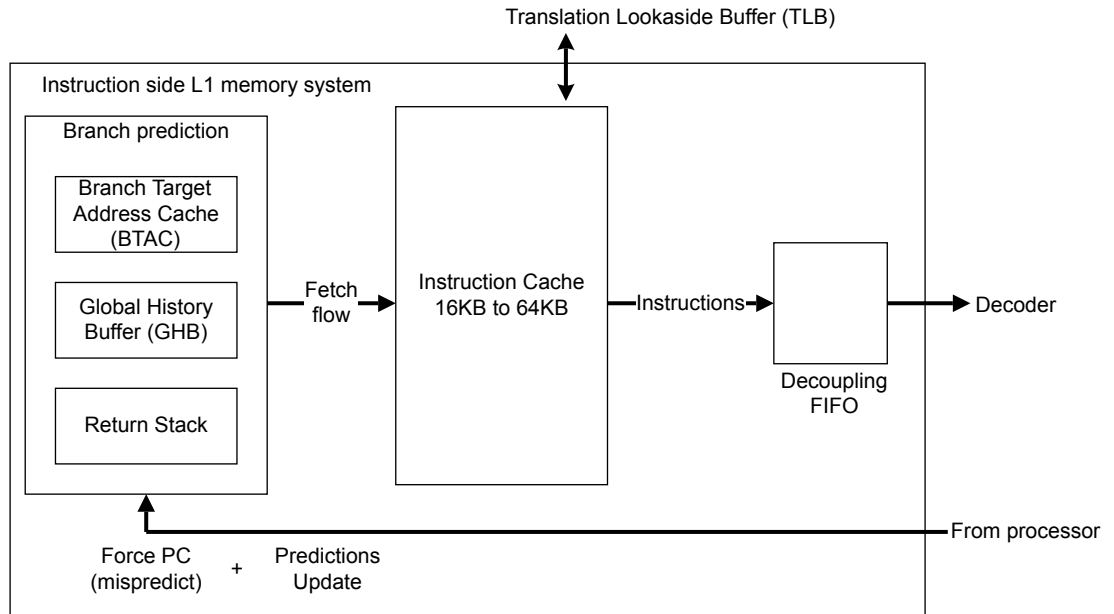 Translation Lookaside Buffer (TLB)
Instruction side L1 memory system
Branch prediction
Branch Target
Address Cache
(BTAC)
Global History
Buffer (GHB)
Return Stack
Fetch
flow
Instruction Cache
16KB to 64KB
Instructions
Decoupling
FIFO
Decoder
From processor
Force PC
(mispredict)
+
Predictions
Update